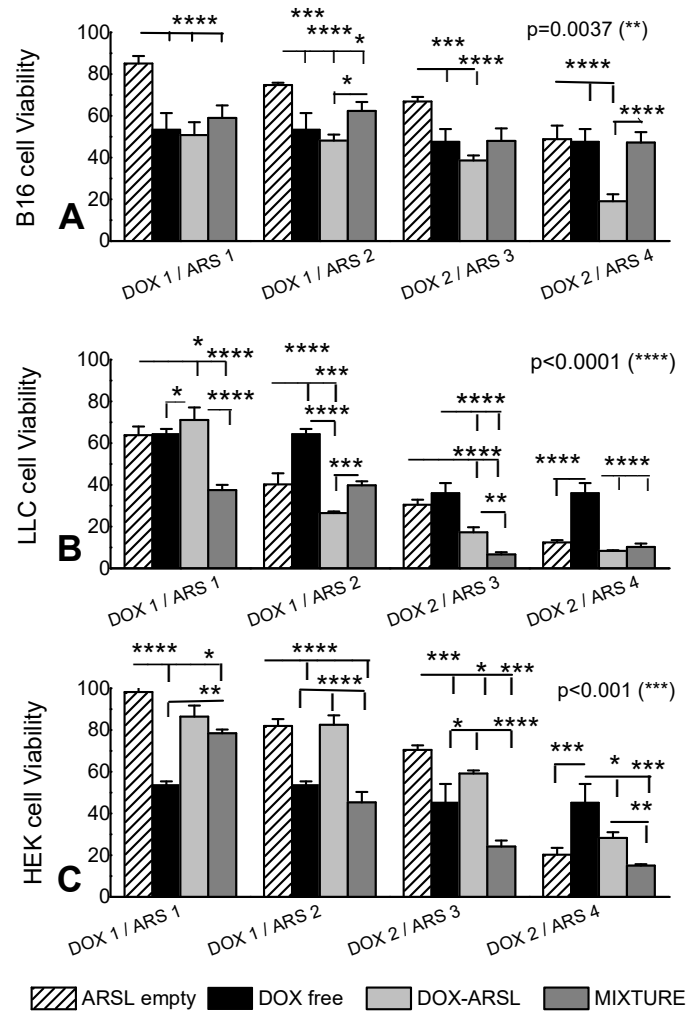 p=0.0037 (**)
**** *** **** * * *** **** **** ****
B16 cell Viability
100
80
60
40
20
0
A
DOX 1 / ARS 1
DOX 1 / ARS 2
DOX 2 / ARS 3
DOX 2 / ARS 4
p<0.0001 (****)
* **** * **** **** *** **** *** **** **** ** **** ****
LLC cell Viability
100
80
60
40
20
0
B
DOX 1 / ARS 1
DOX 1 / ARS 2
DOX 2 / ARS 3
DOX 2 / ARS 4
p<0.001 (***)
**** * ** **** **** *** * *** * **** *** * *** **
HEK cell Viability
100
80
60
40
20
0
C
DOX 1 / ARS 1
DOX 1 / ARS 2
DOX 2 / ARS 3
DOX 2 / ARS 4
ARSL empty DOX free DOX-ARSL MIXTURE